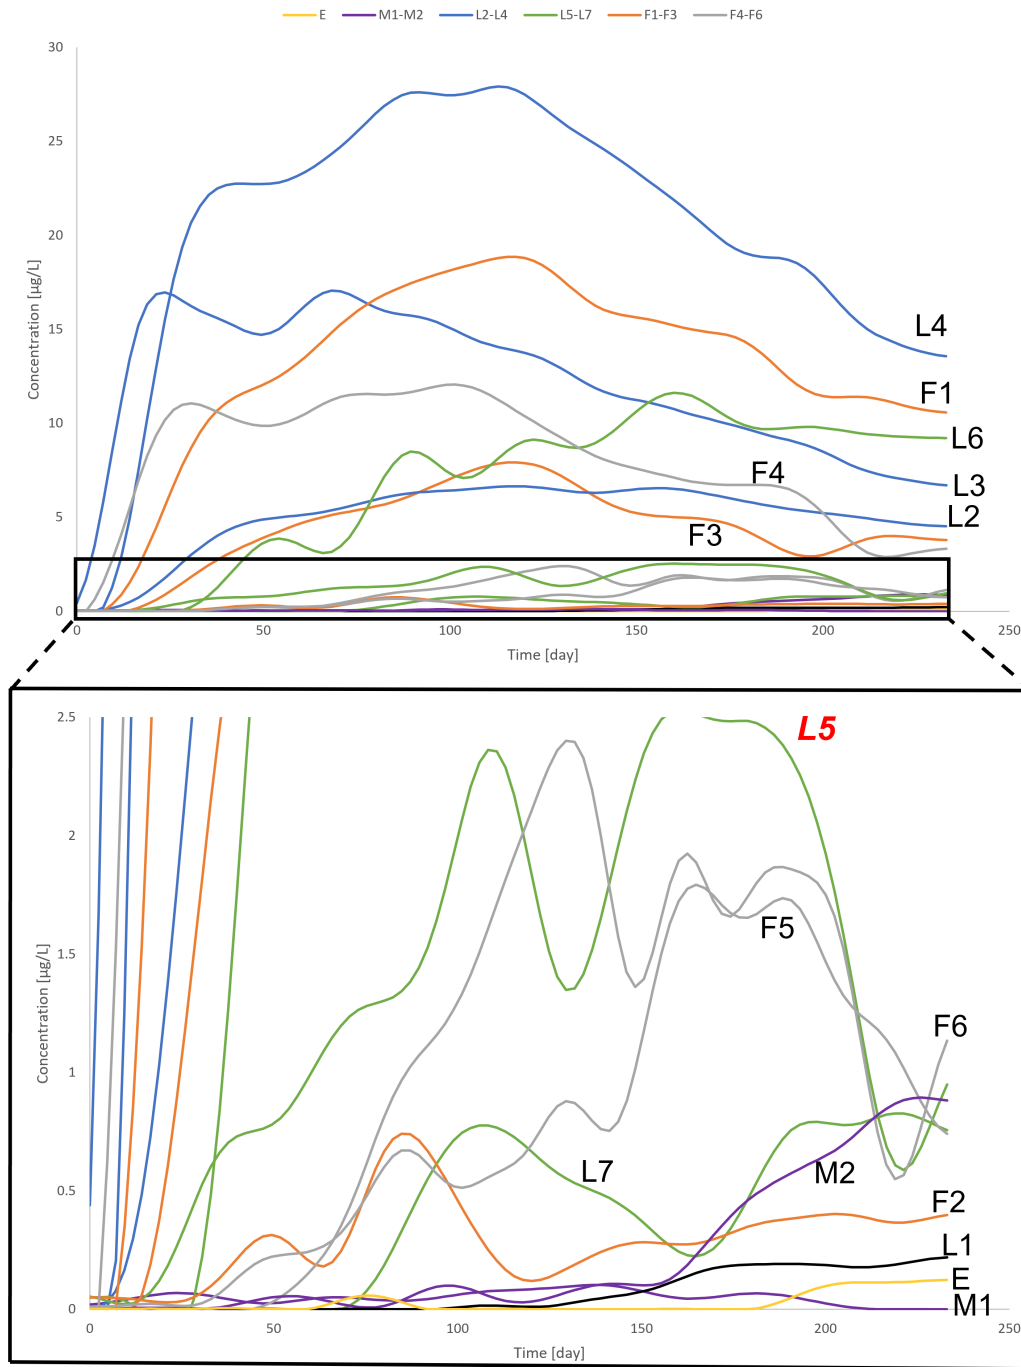 E M1-M2 L2-L4 L5-L7 F1-F3 F4-F6
30
25
20
15
10
5
0
Concentration [µg/L]
L4
F1
L6
F4
L3
L2
F3
0 50 100 150 200 250
Time [day]
2.5
2
1.5
1
0.5
0
Concentration [µg/L]
L5
F5
F6
L7
M2
F2
L1
E
M1
0 50 100 150 200 250
Time [day]